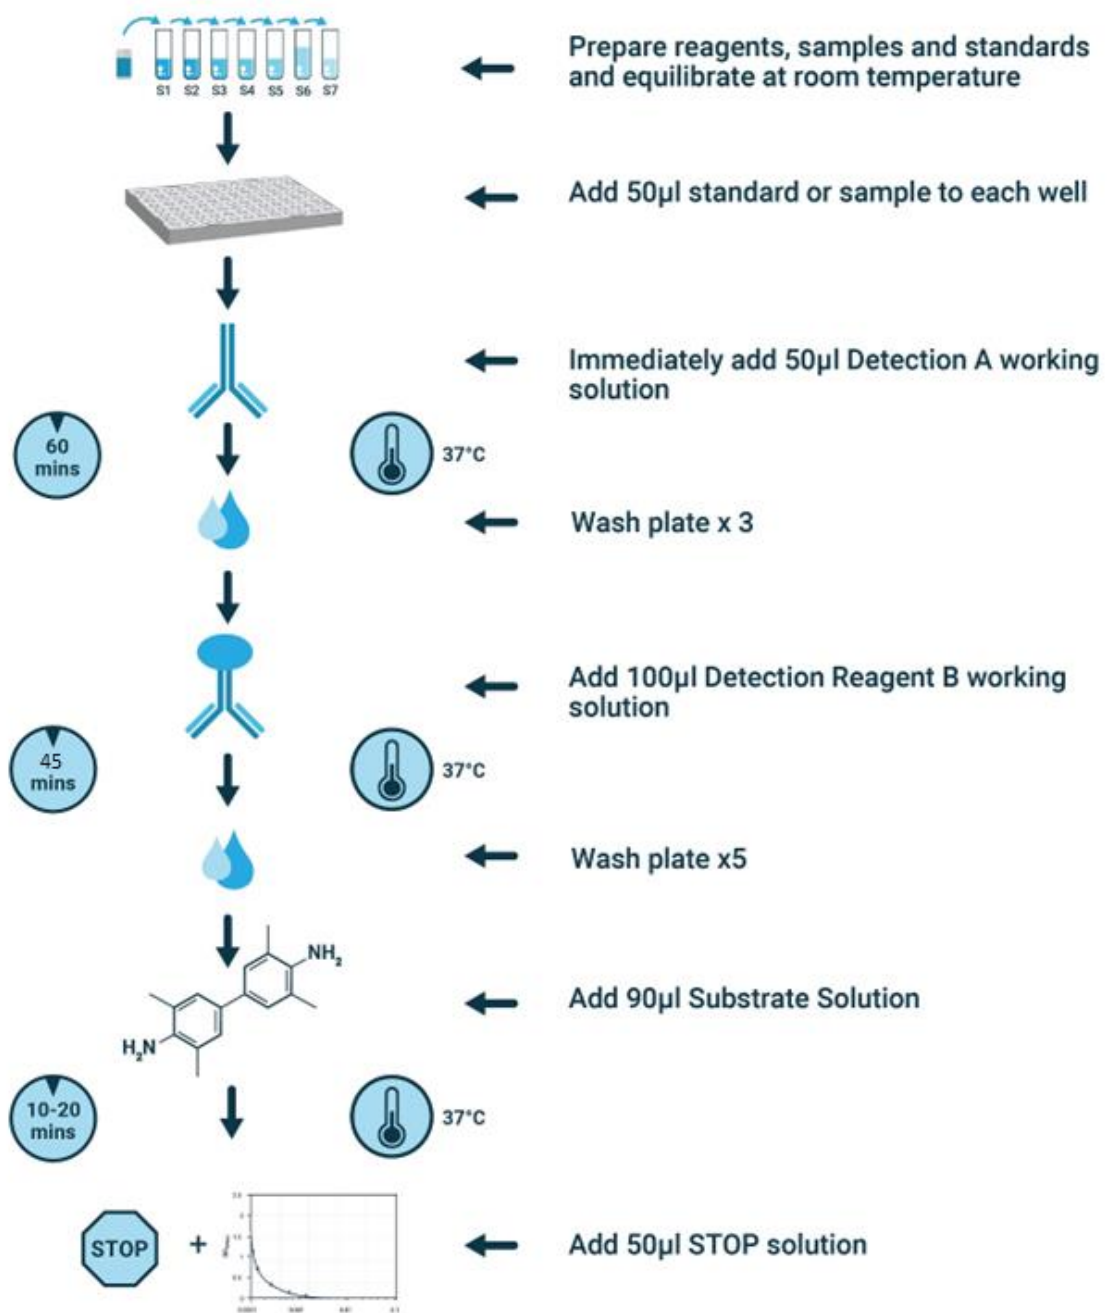 S1 S2 S3 S4 S5 S6 S7
Prepare reagents, samples and standards
and equilibrate at room temperature
Add 50µl standard or sample to each well
Immediately add 50µl Detection A working
solution
60
mins
37°C
Wash plate x 3
Add 100µl Detection Reagent B working
solution
45
mins
37°C
Wash plate x5
NH2
H2N
Add 90µl Substrate Solution
10-20
mins
37°C
STOP
+
Add 50µl STOP solution